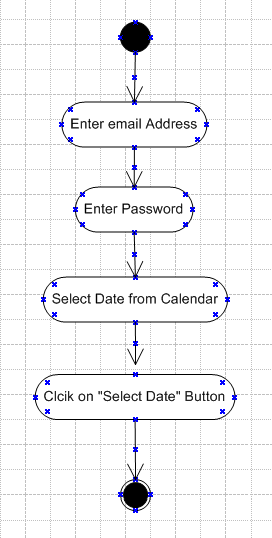 Enter email Address
Enter Password
Select Date from Calendar
Clcik on "Select Date" Button